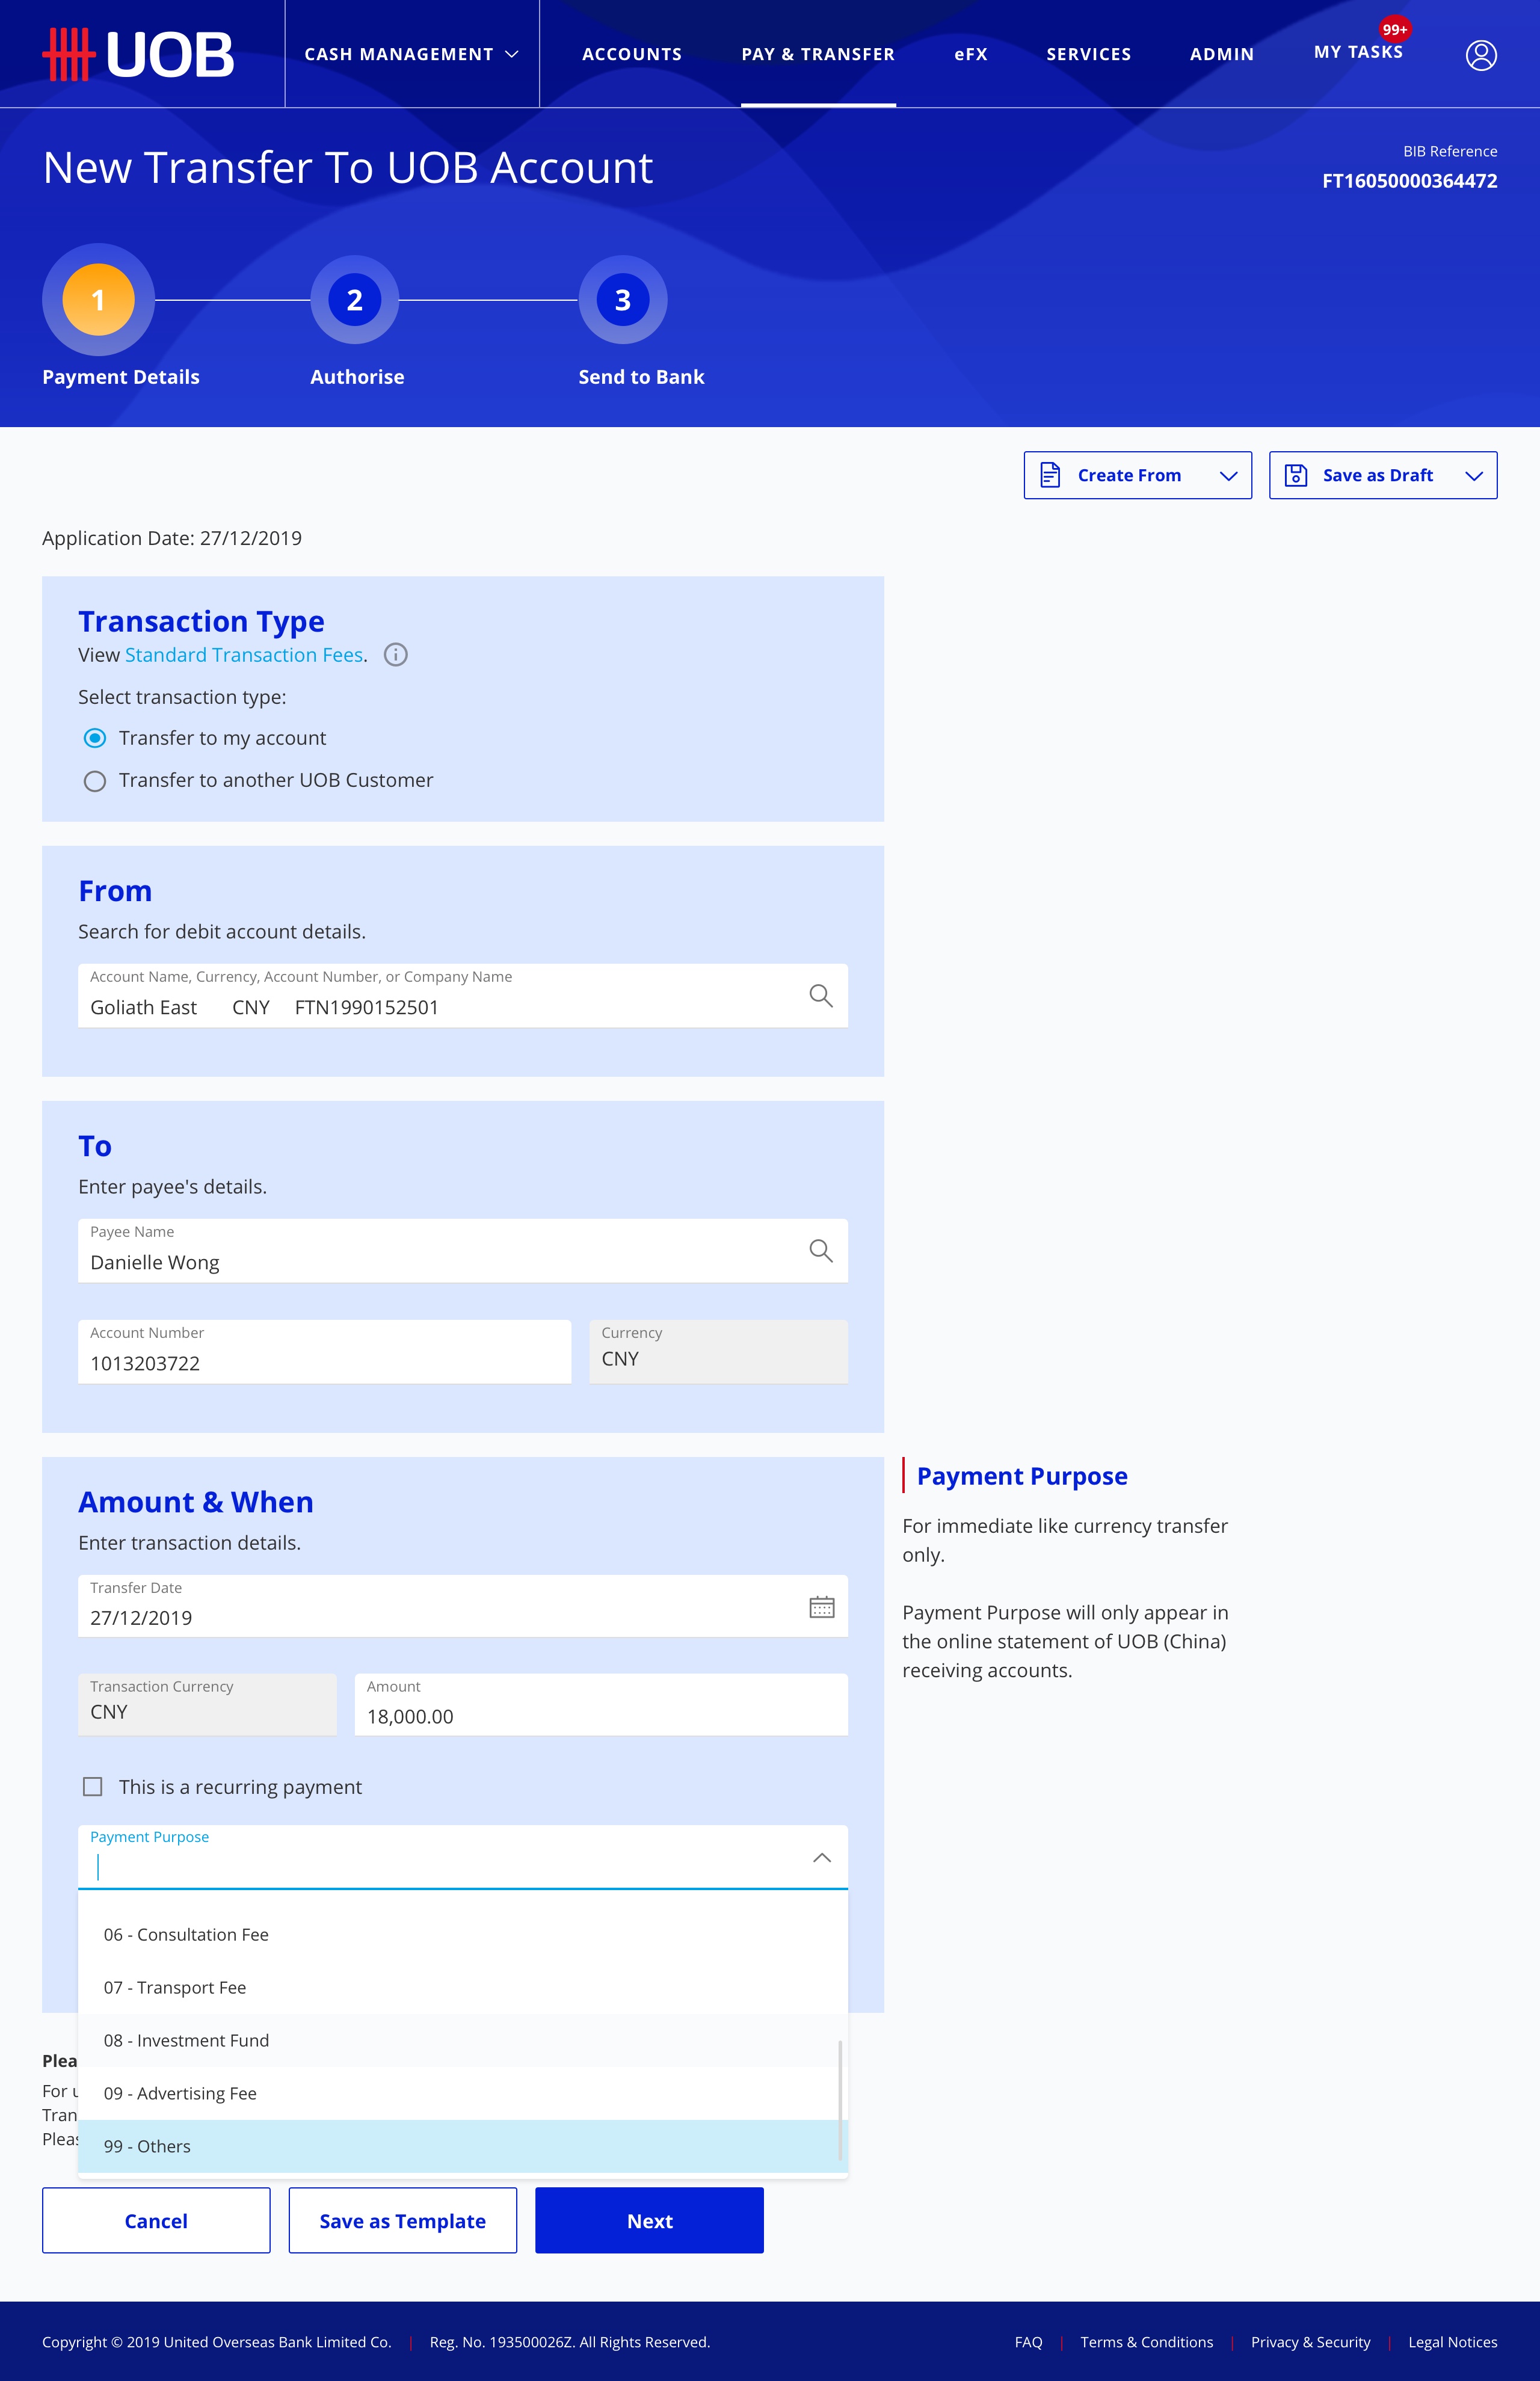 UOB
CASH MANAGEMENT
ACCOUNTS
PAY & TRANSFER
eFX
SERVICES
ADMIN
MY TASKS
99+
New Transfer To UOB Account
BIB Reference
FT16050000364472
1
2
3
Payment Details
Authorise
Send to Bank
Create From
Save as Draft
Application Date: 27/12/2019
Transaction Type
View Standard Transaction Fees.
Select transaction type:
Transfer to my account
Transfer to another UOB Customer
From
Search for debit account details.
Account Name, Currency, Account Number, or Company Name
Goliath East CNY FTN1990152501
To
Enter payee's details.
Payee Name
Danielle Wong
Account Number
1013203722
Currency
CNY
Amount & When
Enter transaction details.
Transfer Date
27/12/2019
Transaction Currency
CNY
Amount
18,000.00
This is a recurring payment
Payment Purpose
06 - Consultation Fee
07 - Transport Fee
08 - Investment Fund
09 - Advertising Fee
99 - Others
Payment Purpose
For immediate like currency transfer
only.
Payment Purpose will only appear in
the online statement of UOB (China)
receiving accounts.
Plea
For u
Tran
Pleas
Cancel
Save as Template
Next
Copyright © 2019 United Overseas Bank Limited Co. | Reg. No. 193500026Z. All Rights Reserved.
FAQ | Terms & Conditions | Privacy & Security | Legal Notices